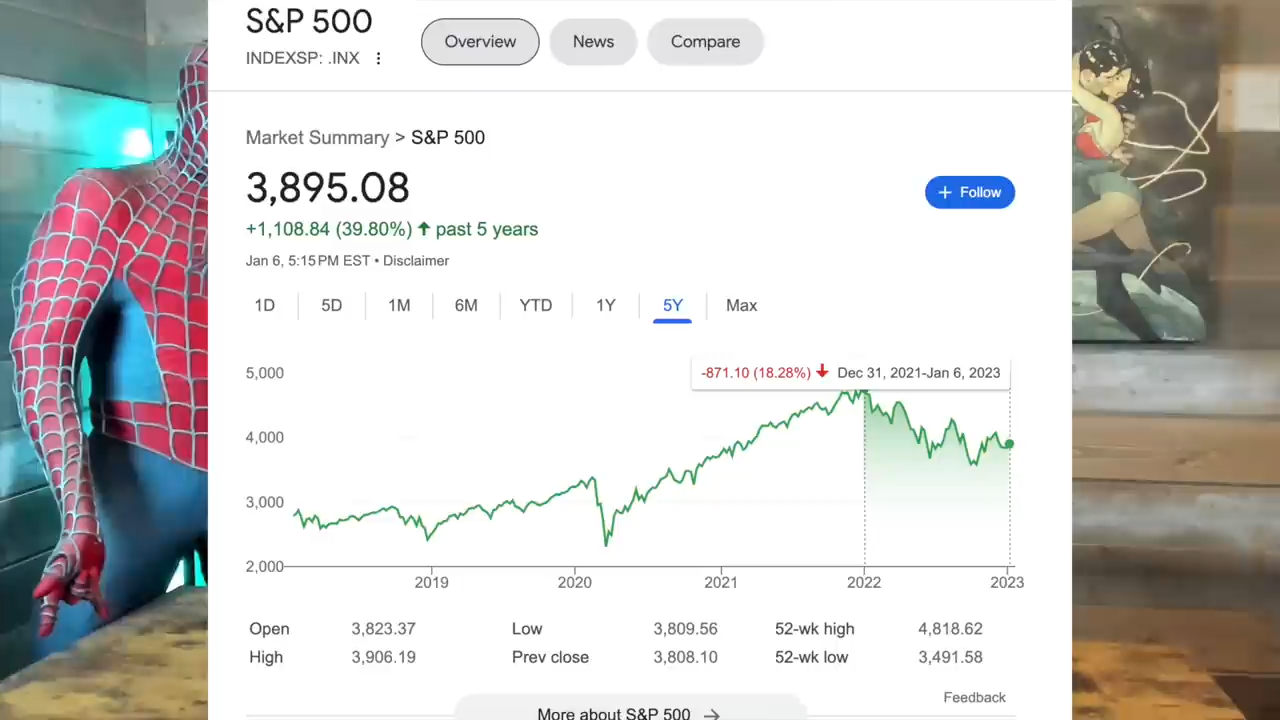 S&P 500
INDEXSP: .INX
Overview
News
Compare
Market Summary > S&P 500
3,895.08
+ Follow
+1,108.84 (39.80%) ↑ past 5 years
Jan 6, 5:15 PM EST • Disclaimer
1D 5D 1M 6M YTD 1Y 5Y Max
-871.10 (18.28%) ↓ Dec 31, 2021-Jan 6, 2023
5,000
4,000
3,000
2,000
2019 2020 2021 2022 2023
Open 3,823.37 Low 3,809.56 52-wk high 4,818.62
High 3,906.19 Prev close 3,808.10 52-wk low 3,491.58
Feedback
More about S&P 500 →